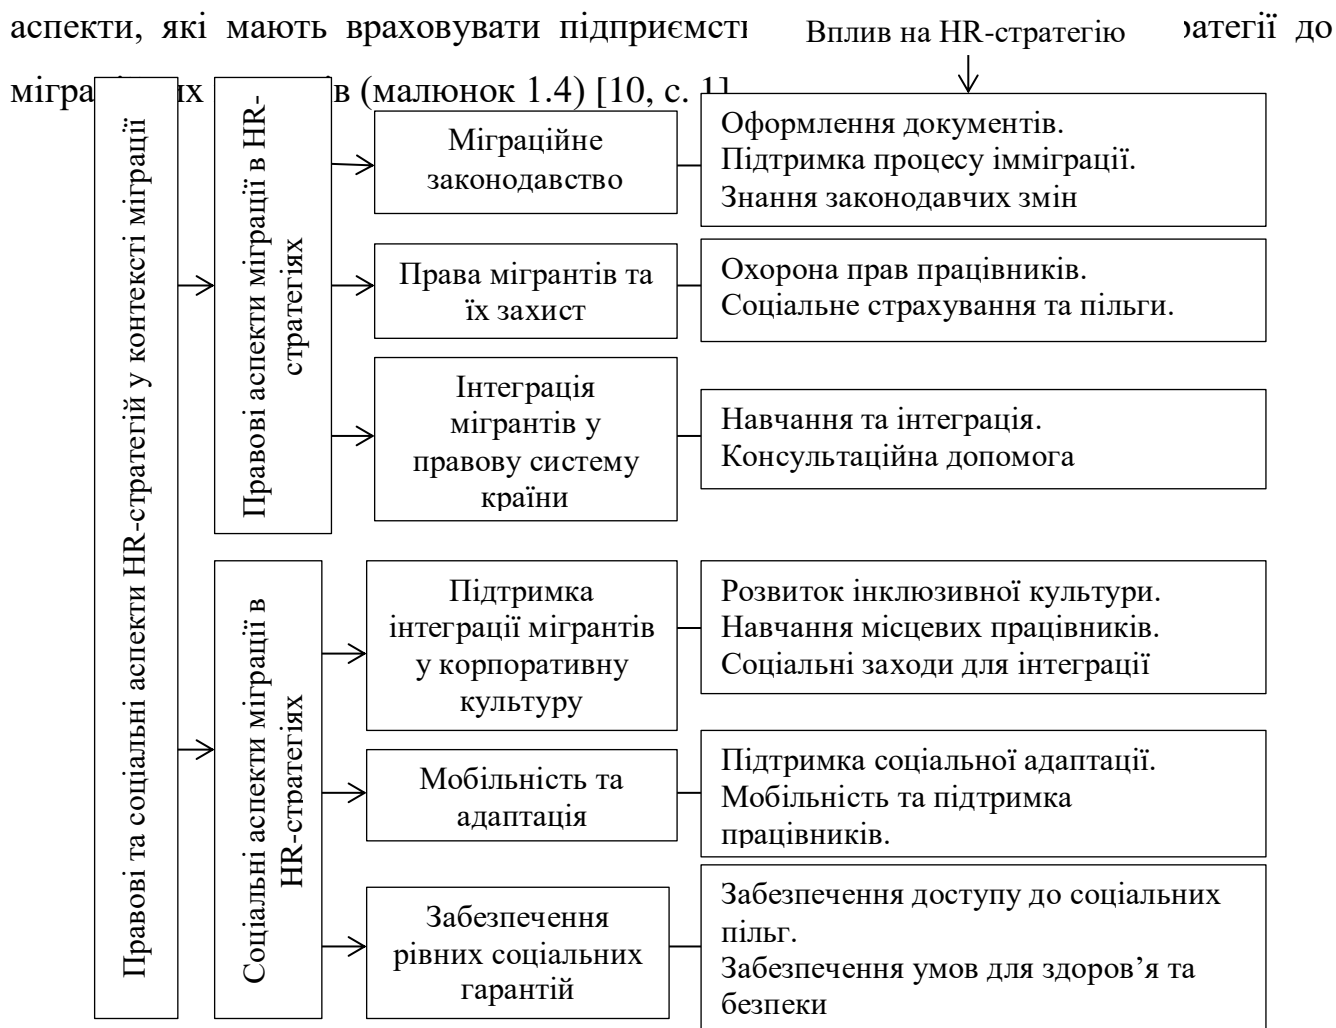 аспекти, які мають враховувати до
Вплив на HR-стратегію
(малюнок 1.4) [10, с. 1]
Правові та соціальні аспекти HR-стратегій у контексті міграції
Правові аспекти міграції в HR-
стратегіях
Міграційне
законодавство
Оформлення документів.
Підтримка процесу імміграції.
Знання законодавчих змін
Права мігрантів та
їх захист
Охорона прав працівників.
Соціальне страхування та пільги.
Інтеграція
мігрантів у
правову систему
країни
Навчання та інтеграція.
Консультаційна допомога
Соціальні аспекти міграції в
HR-стратегіях
Підтримка
інтеграції мігрантів
у корпоративну
культуру
Розвиток інклюзивної культури.
Навчання місцевих працівників.
Соціальні заходи для інтеграції
Мобільність та
адаптація
Підтримка соціальної адаптації.
Мобільність та підтримка
працівників.
Забезпечення
рівних соціальних
гарантій
Забезпечення доступу до соціальних
пільг.
Забезпечення умов для здоров’я та
безпеки